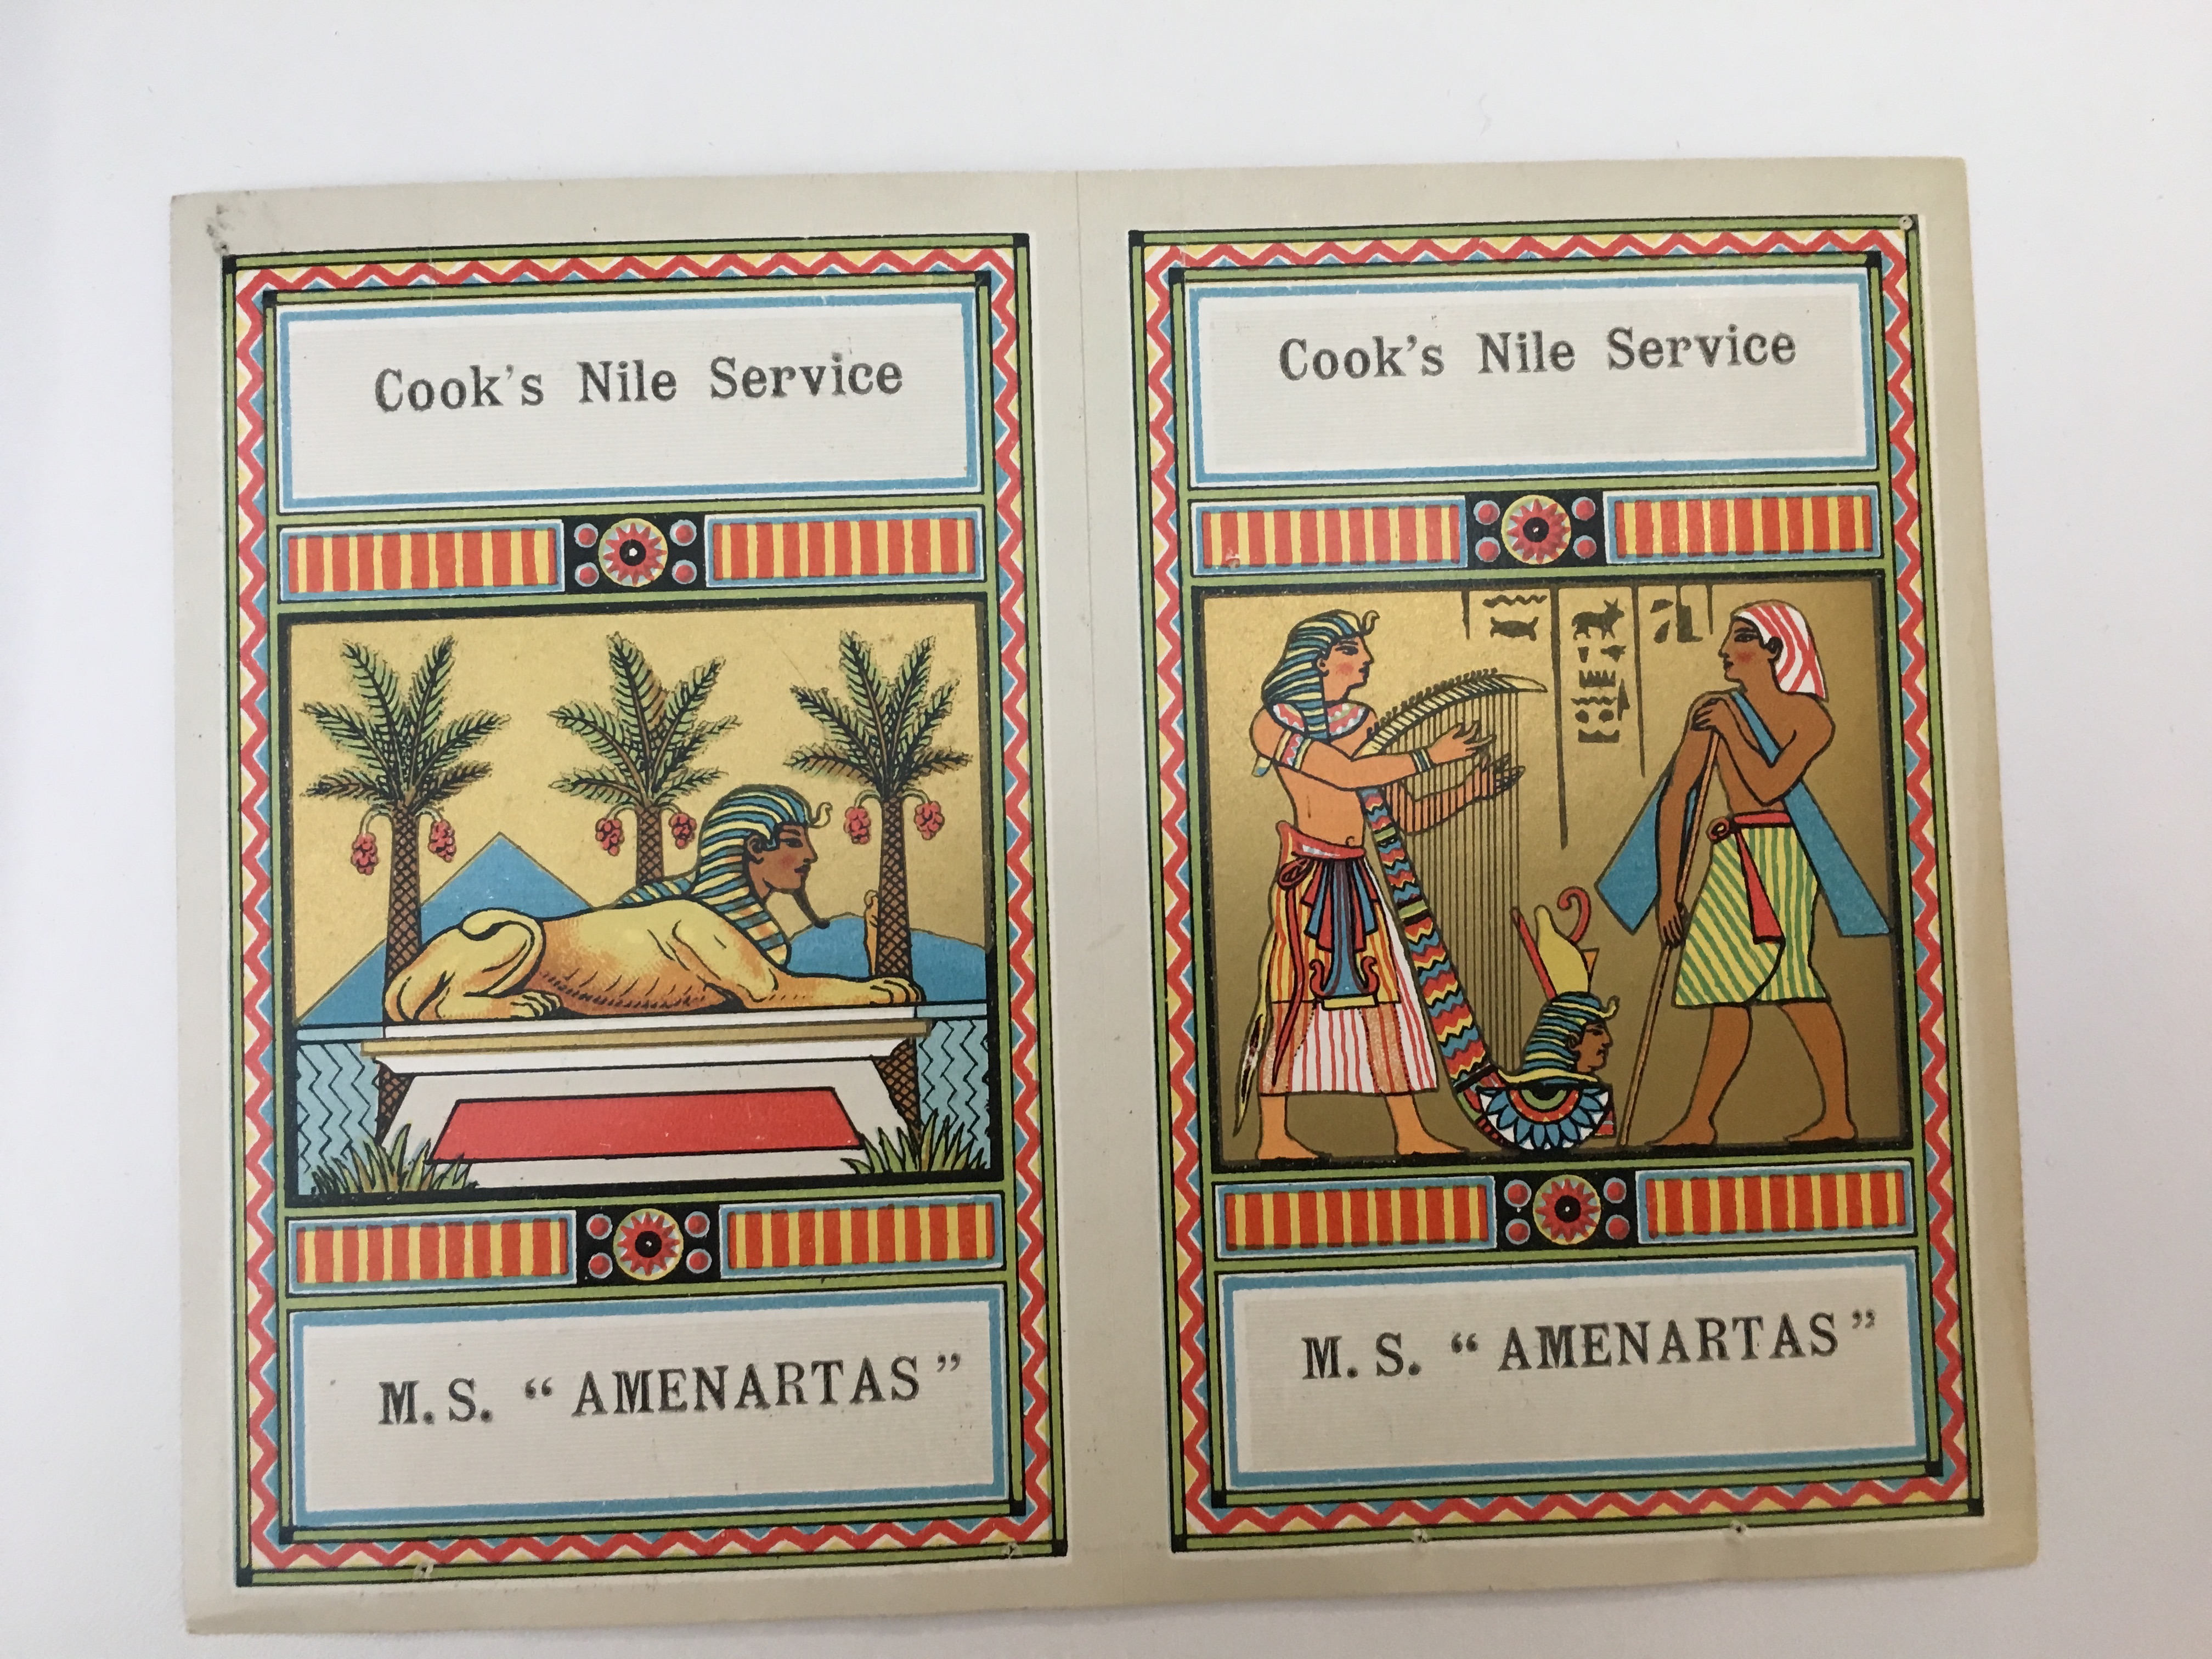 Cook's Nile Service
M. S. “ AMENARTAS ”
Cook's Nile Service
M. S. “ AMENARTAS ”